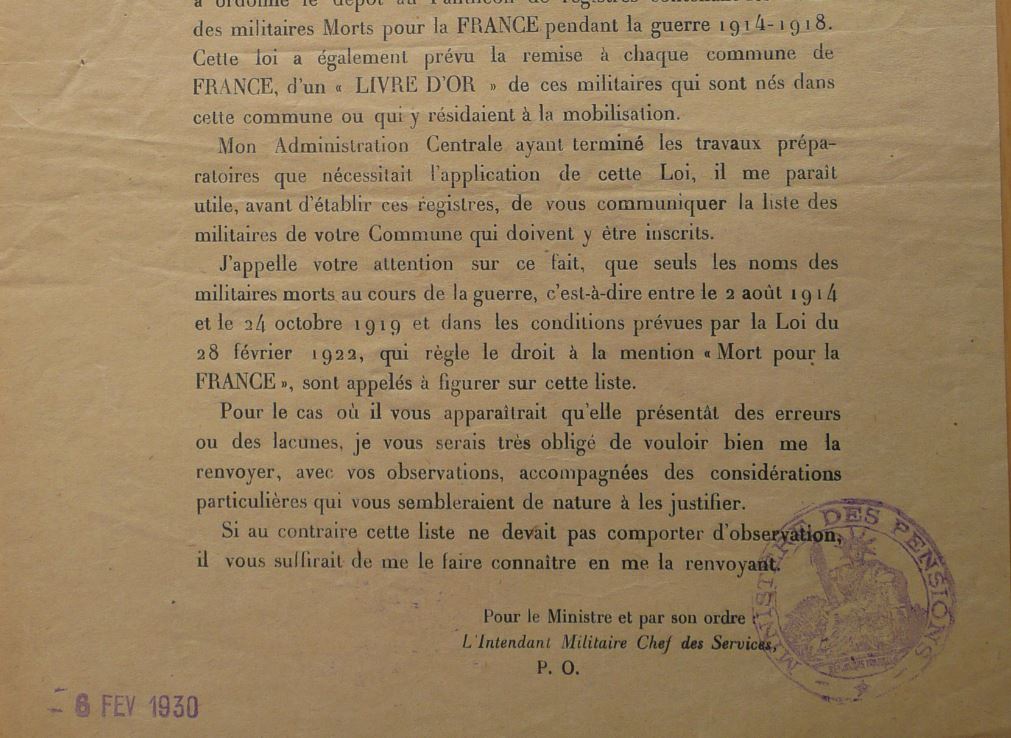 a ordonné le dépôt au Panthéon de registres
des militaires Morts pour la FRANCE pendant la guerre 1914-1918.
Cette loi a également prévu la remise à chaque commune de
FRANCE, d'un « LIVRE D'OR » de ces militaires qui sont nés dans
cette commune ou qui y résidaient à la mobilisation.
Mon Administration Centrale ayant terminé les travaux prépa-
ratoires que nécessitait l'application de cette Loi, il me paraît
utile, avant d'établir ces registres, de vous communiquer la liste des
militaires de votre Commune qui doivent y être inscrits.
J'appelle votre attention sur ce fait, que seuls les noms des
militaires morts au cours de la guerre, c'est-à-dire entre le 2 août 1914
et le 24 octobre 1919 et dans les conditions prévues par la Loi du
28 février 1922, qui règle le droit à la mention « Mort pour la
FRANCE », sont appelés à figurer sur cette liste.
Pour le cas où il vous apparaîtrait qu'elle présentât des erreurs
ou des lacunes, je vous serais très obligé de vouloir bien me la
renvoyer, avec vos observations, accompagnées des considérations
particulières qui vous sembleraient de nature à les justifier.
Si au contraire cette liste ne devait pas comporter d'observation,
il vous suffirait de me le faire connaître en me la renvoyant.
Pour le Ministre et par son ordre
L'Intendant Militaire Chef des Services,
P. O.
MINISTÈRE DES PENSIONS
- 6 FEV 1930